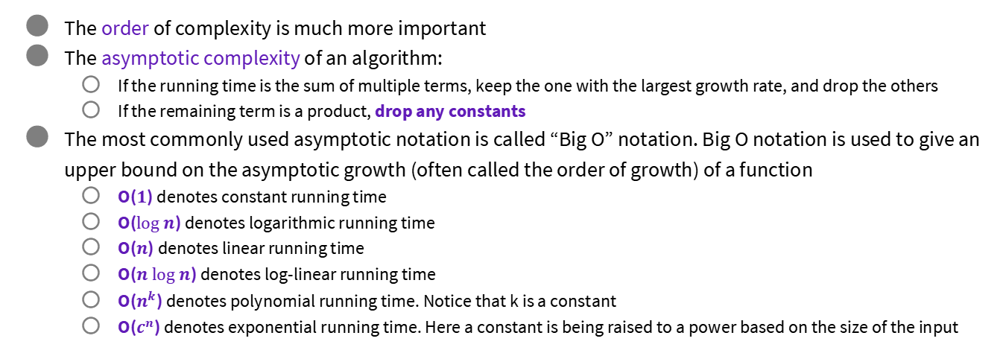 The order of complexity is much more important
The asymptotic complexity of an algorithm:
If the running time is the sum of multiple terms, keep the one with the largest growth rate, and drop the others
If the remaining term is a product, drop any constants
The most commonly used asymptotic notation is called “Big O” notation. Big O notation is used to give an
upper bound on the asymptotic growth (often called the order of growth) of a function
O(1) denotes constant running time
O(log n) denotes logarithmic running time
O(n) denotes linear running time
O(n log n) denotes log-linear running time
O(nᵏ) denotes polynomial running time. Notice that k is a constant
O(cⁿ) denotes exponential running time. Here a constant is being raised to a power based on the size of the input